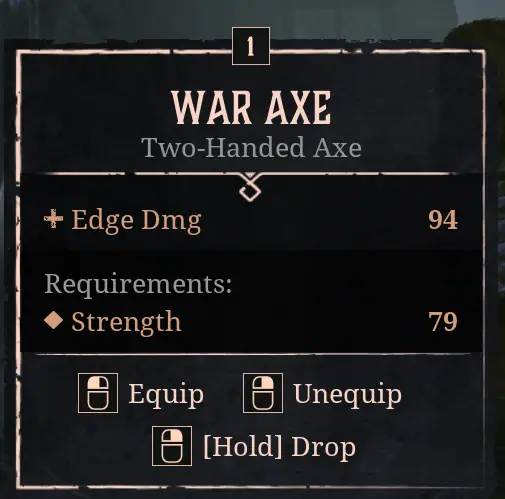 1
WAR AXE
Two-Handed Axe
Edge Dmg 94
Requirements:
Strength 79
Equip Unequip
[Hold] Drop